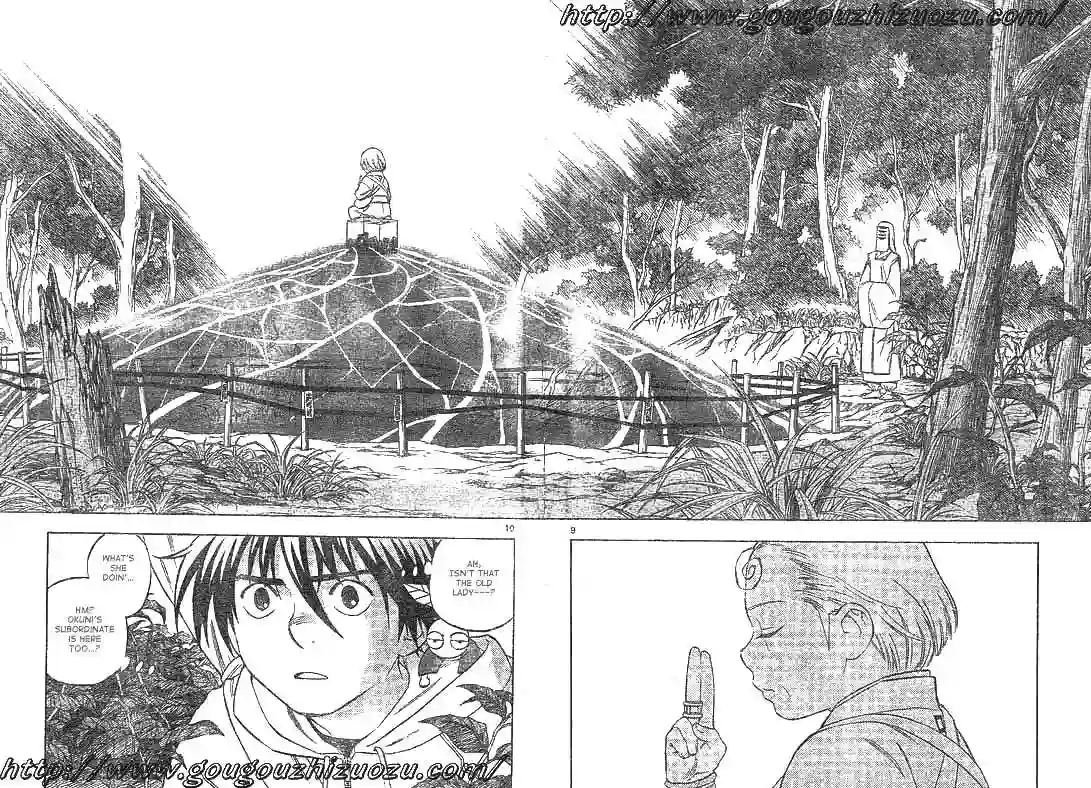 http://www.gougouzhizuozu.com/
10
9
AH,
ISN'T THAT
THE OLD
LADY---?
WHAT'S
SHE
DOIN'...
HM?
OKUNI'S
SUBORDINATE
IS HERE
TOO...?
http://www.gougouzhizuozu.com/